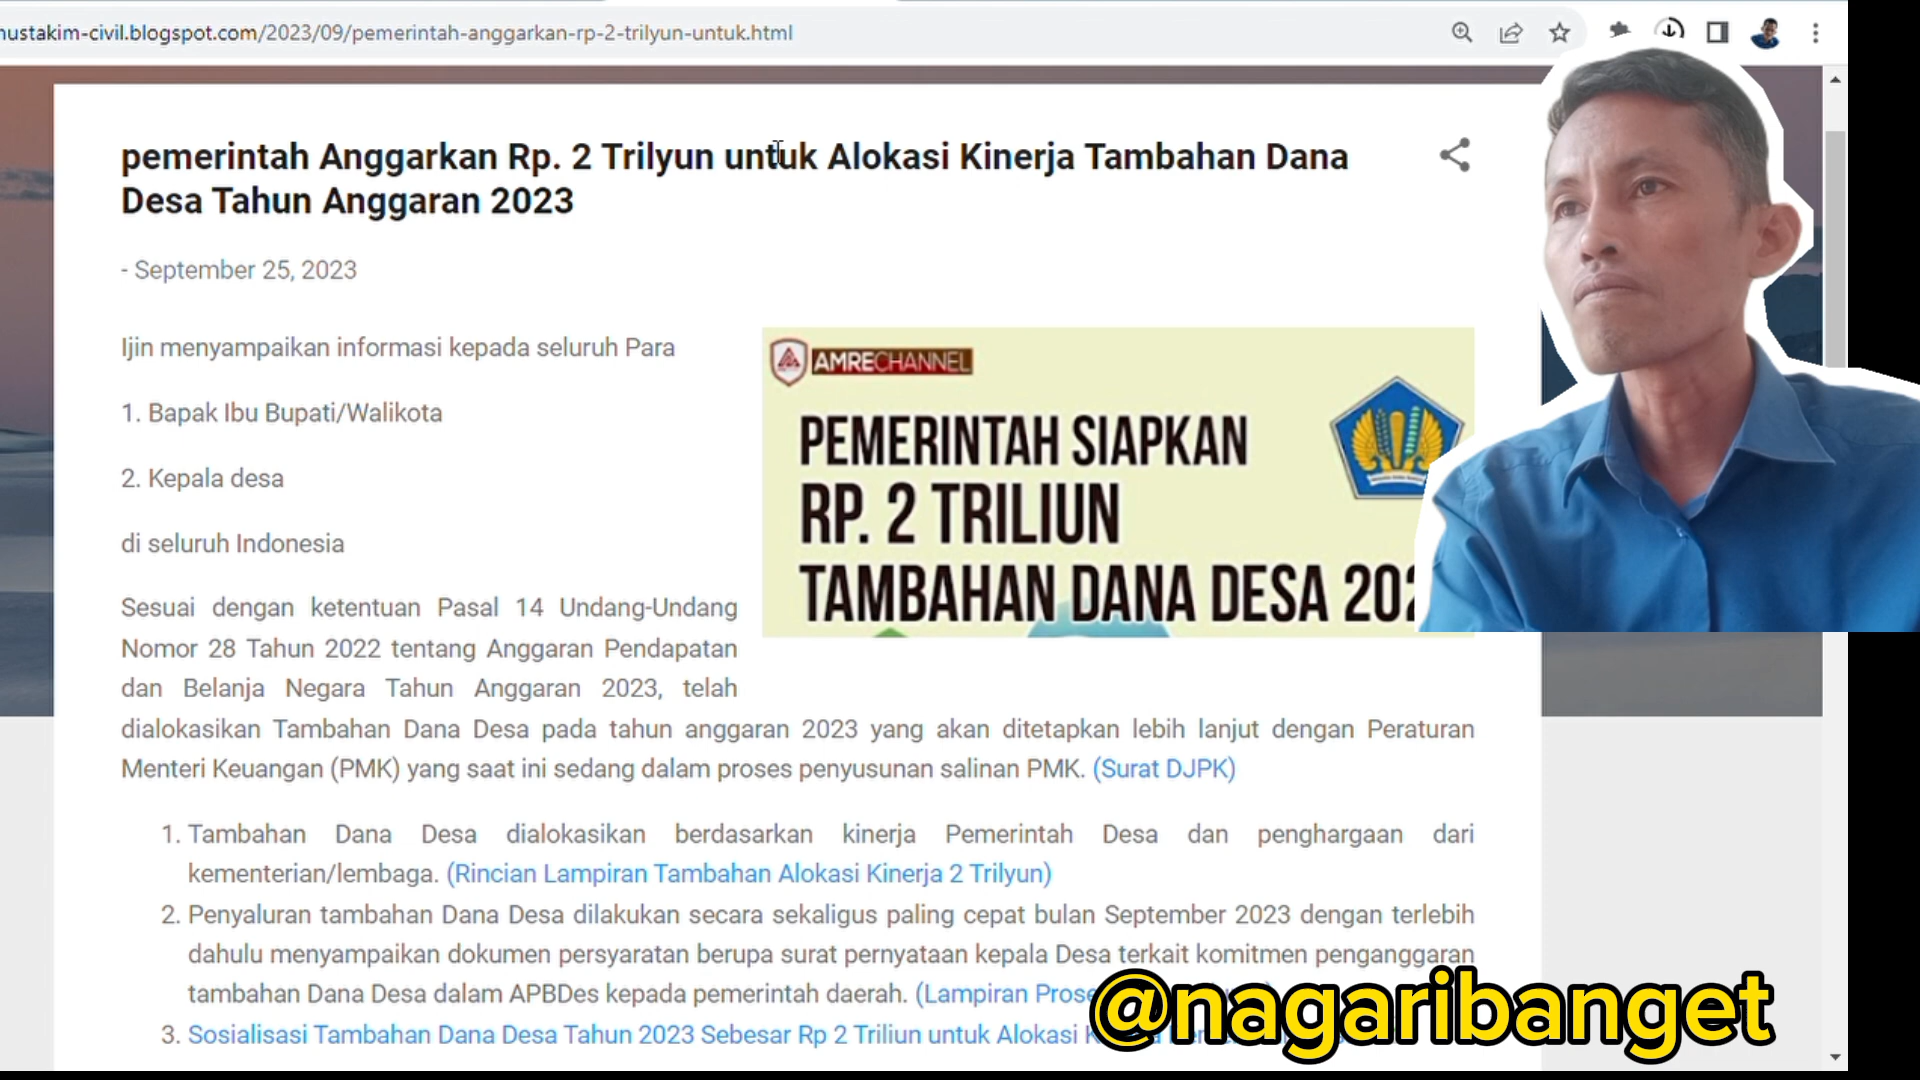 nustakim-civil.blogspot.com/2023/09/pemerintah-anggarkan-rp-2-trilyun-untuk.html
pemerintah Anggarkan Rp. 2 Trilyun untuk Alokasi Kinerja Tambahan Dana
Desa Tahun Anggaran 2023
- September 25, 2023
Ijin menyampaikan informasi kepada seluruh Para
1. Bapak Ibu Bupati/Walikota
2. Kepala desa
di seluruh Indonesia
AMRECHANNEL
PEMERINTAH SIAPKAN
RP. 2 TRILIUN
TAMBAHAN DANA DESA 202
Sesuai dengan ketentuan Pasal 14 Undang-Undang
Nomor 28 Tahun 2022 tentang Anggaran Pendapatan
dan Belanja Negara Tahun Anggaran 2023, telah
dialokasikan Tambahan Dana Desa pada tahun anggaran 2023 yang akan ditetapkan lebih lanjut dengan Peraturan
Menteri Keuangan (PMK) yang saat ini sedang dalam proses penyusunan salinan PMK. (Surat DJPK)
1. Tambahan Dana Desa dialokasikan berdasarkan kinerja Pemerintah Desa dan penghargaan dari
kementerian/lembaga. (Rincian Lampiran Tambahan Alokasi Kinerja 2 Trilyun)
2. Penyaluran tambahan Dana Desa dilakukan secara sekaligus paling cepat bulan September 2023 dengan terlebih
dahulu menyampaikan dokumen persyaratan berupa surat pernyataan kepala Desa terkait komitmen penganggaran
tambahan Dana Desa dalam APBDes kepada pemerintah daerah. (Lampiran Prose
3. Sosialisasi Tambahan Dana Desa Tahun 2023 Sebesar Rp 2 Triliun untuk Alokasi
@nagaribanget